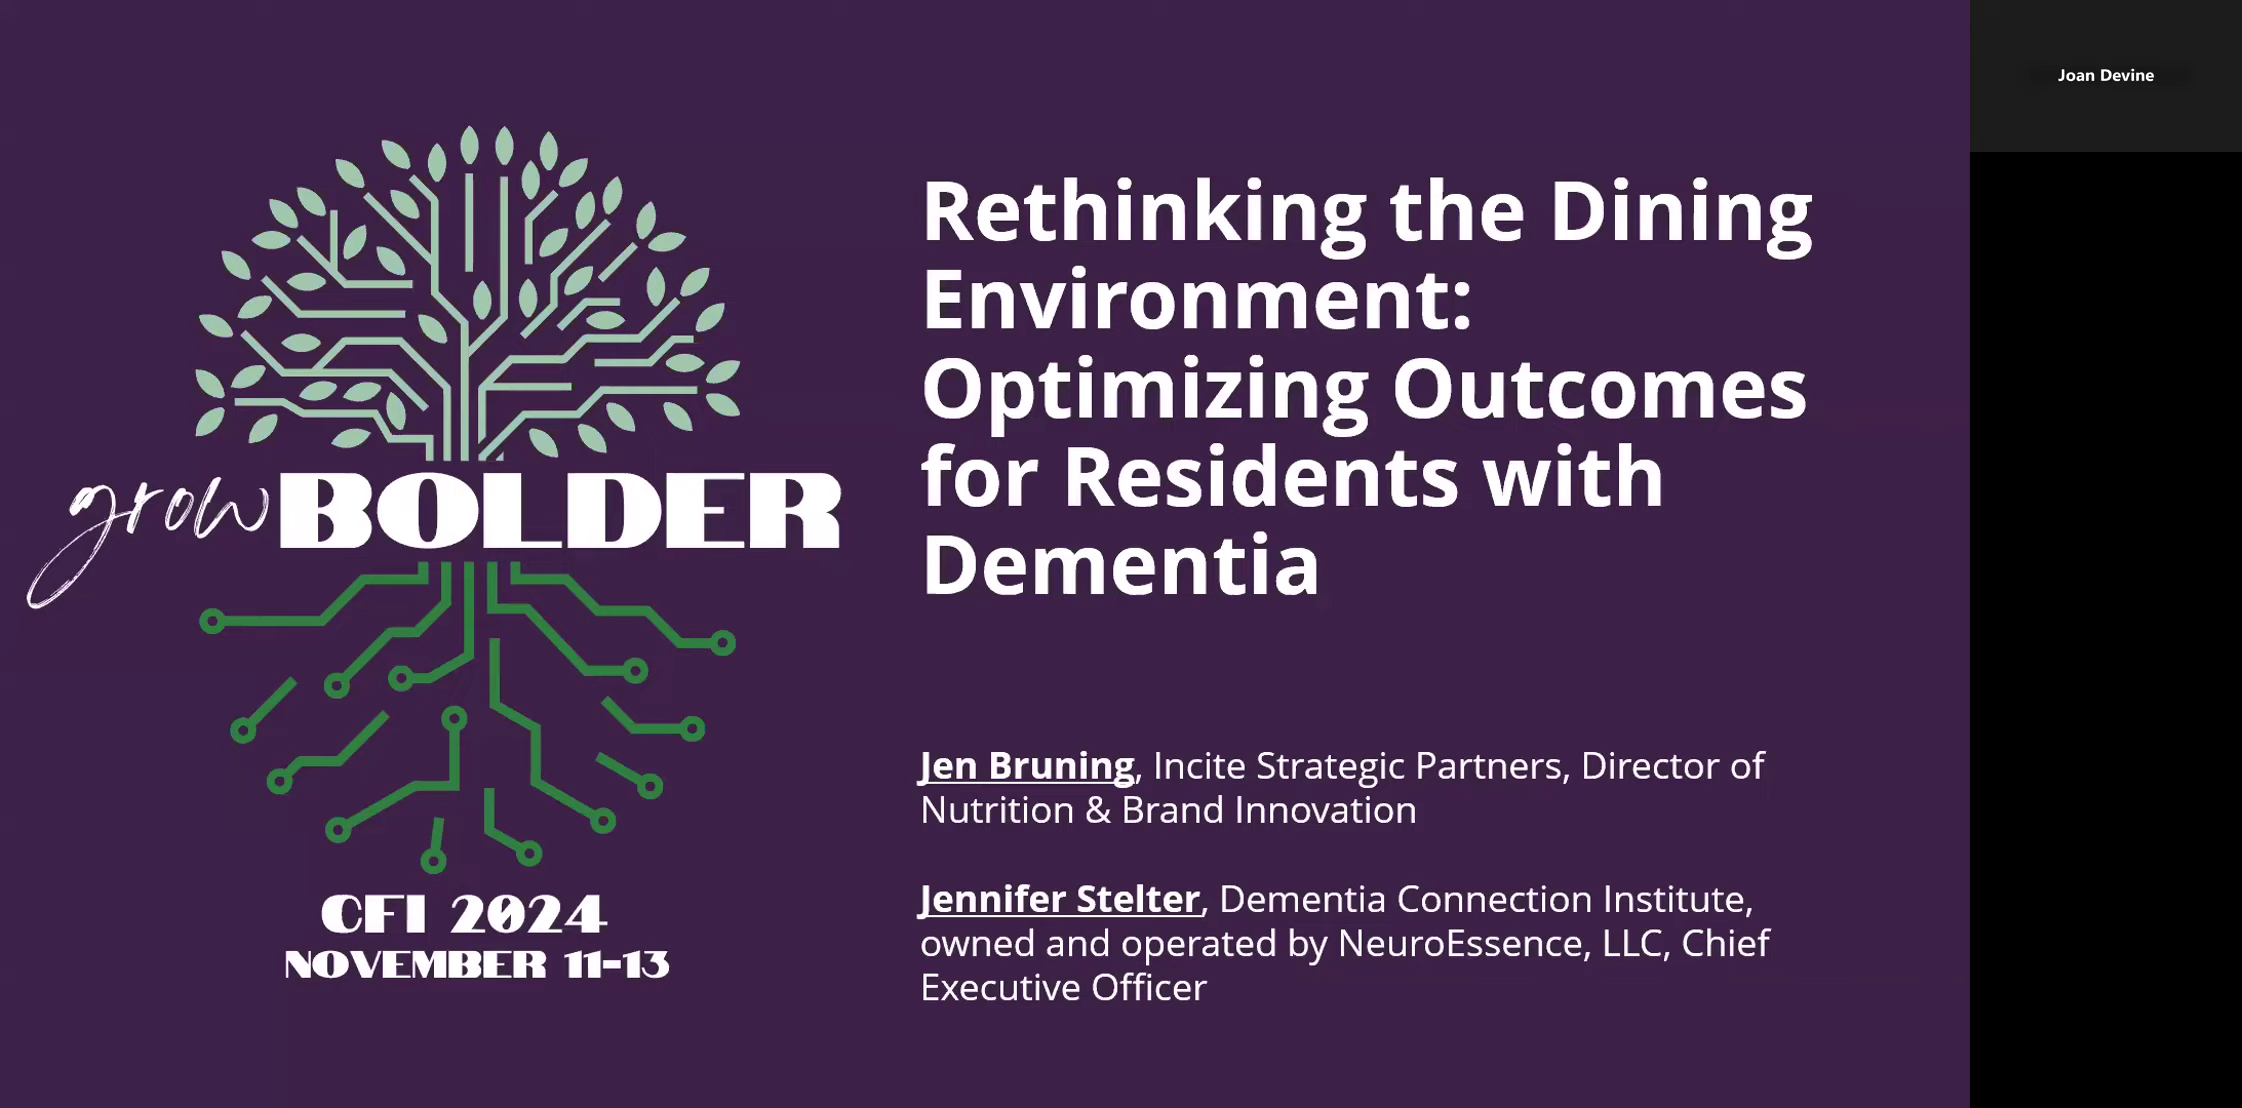 Joan Devine
Rethinking the Dining
Environment:
Optimizing Outcomes
for Residents with
Dementia
grow BOLDER
Jen Bruning, Incite Strategic Partners, Director of
Nutrition & Brand Innovation
Jennifer Stelter, Dementia Connection Institute,
owned and operated by NeuroEssence, LLC, Chief
Executive Officer
CFI 2024
NOVEMBER 11-13